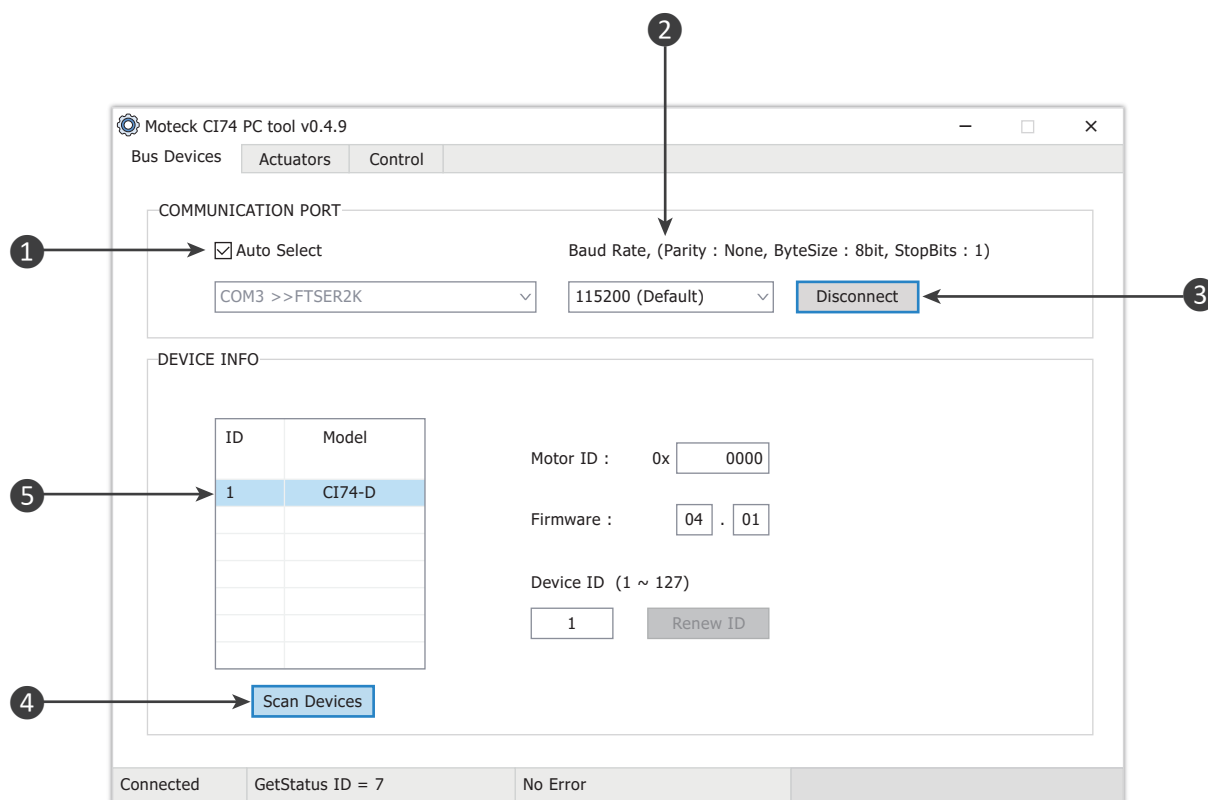 2
Moteck CI74 PC tool v0.4.9
Bus Devices Actuators Control
COMMUNICATION PORT
1 Auto Select Baud Rate, (Parity : None, ByteSize : 8bit, StopBits : 1)
COM3 >>FTSER2K 115200 (Default) Disconnect 3
DEVICE INFO
ID Model
Motor ID : 0x 0000
5 1 CI74-D
Firmware : 04 . 01
Device ID (1 ~ 127)
1 Renew ID
4 Scan Devices
Connected GetStatus ID = 7 No Error